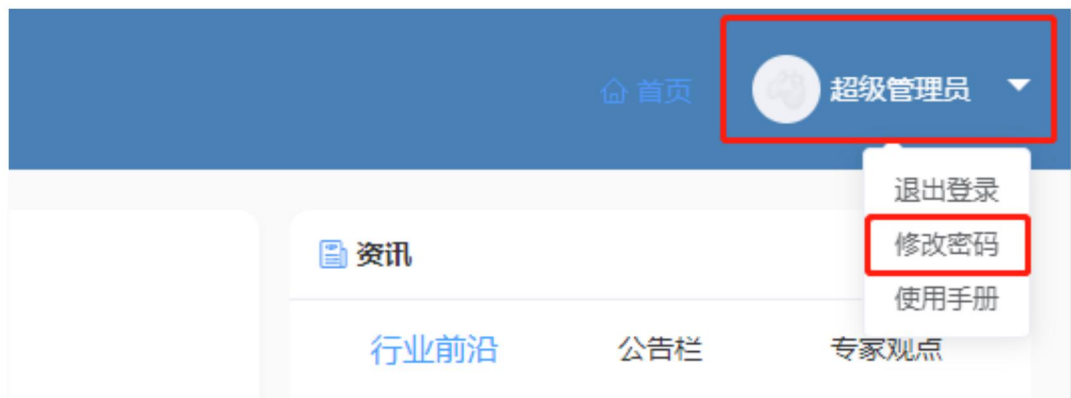 首页
超级管理员
退出登录
修改密码
使用手册
资讯
行业前沿 公告栏 专家观点